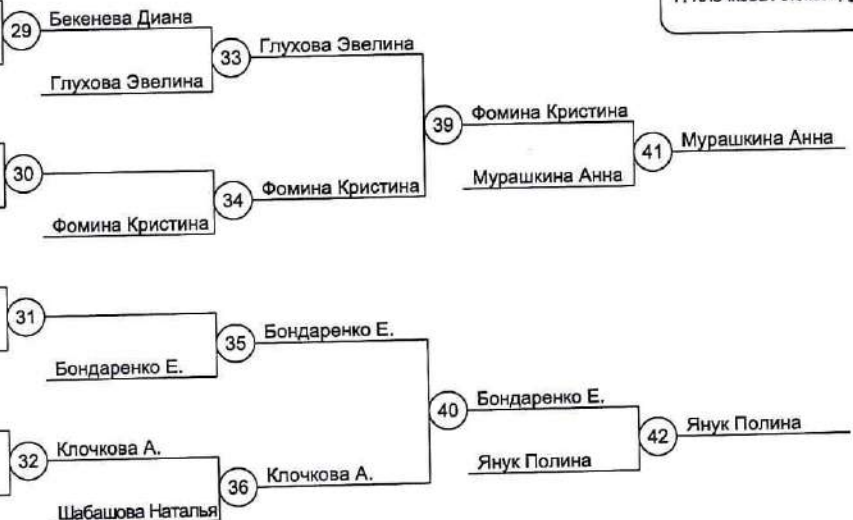 29 Бекенева Диана
Глухова Эвелина
33 Глухова Эвелина
30
Фомина Кристина
34 Фомина Кристина
39 Фомина Кристина
Мурашкина Анна
41 Мурашкина Анна
31
Бондаренко Е.
35 Бондаренко Е.
32 Клочкова А.
Шабашова Наталья
36 Клочкова А.
40 Бондаренко Е.
Янук Полина
42 Янук Полина